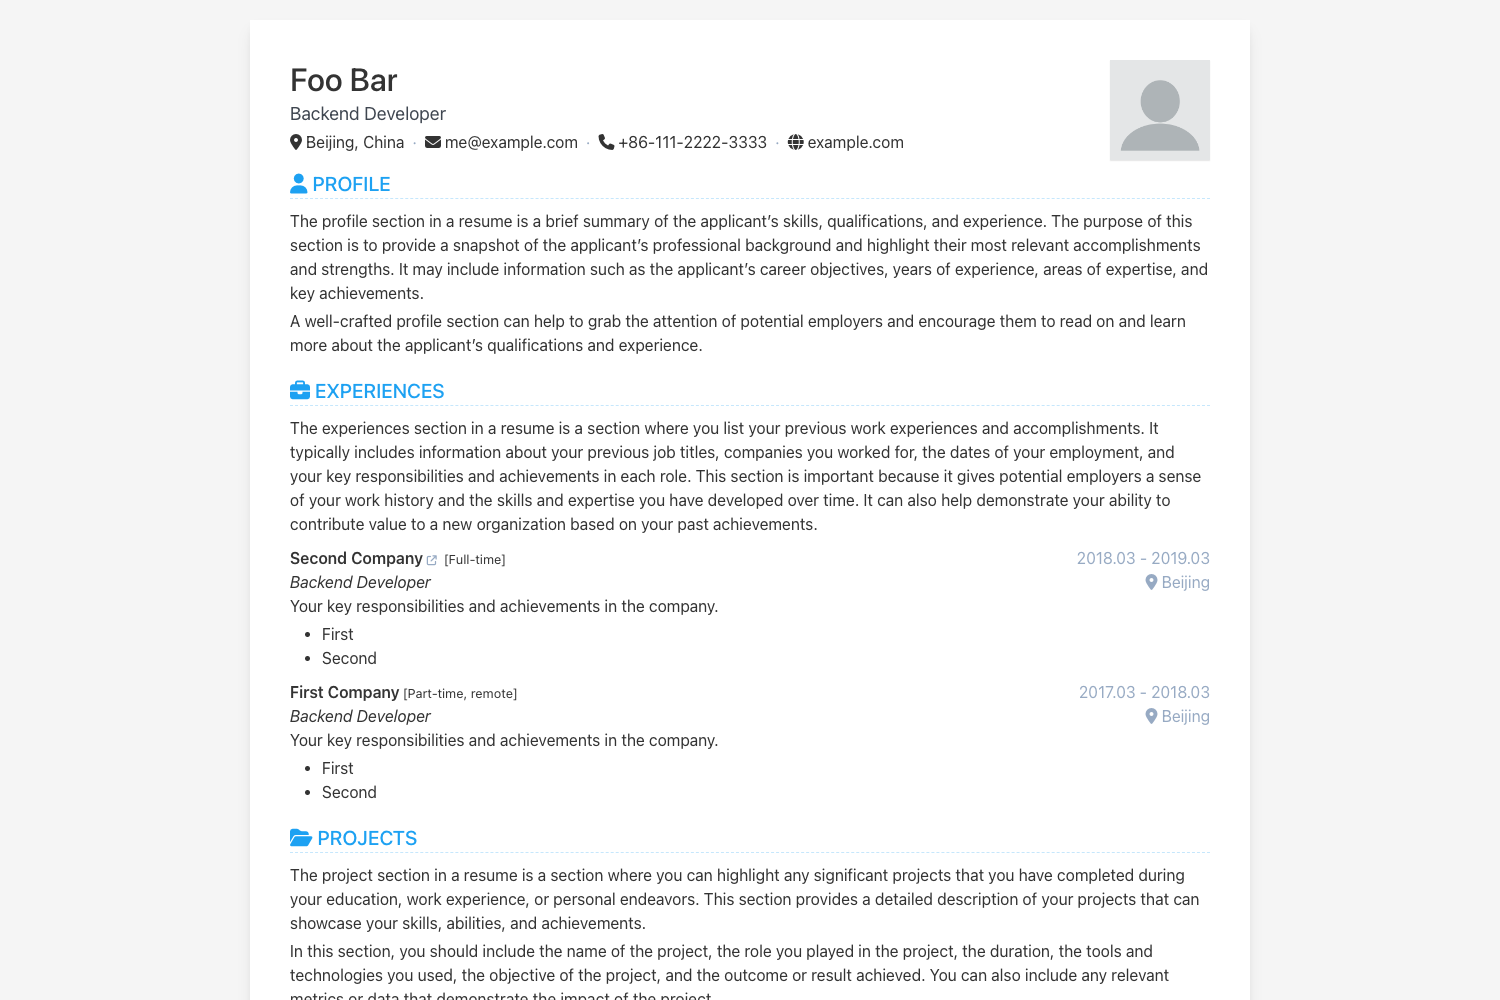 Foo Bar
Backend Developer
Beijing, China · me@example.com · +86-111-2222-3333 · example.com
PROFILE
The profile section in a resume is a brief summary of the applicant’s skills, qualifications, and experience. The purpose of this
section is to provide a snapshot of the applicant’s professional background and highlight their most relevant accomplishments
and strengths. It may include information such as the applicant’s career objectives, years of experience, areas of expertise, and
key achievements.
A well-crafted profile section can help to grab the attention of potential employers and encourage them to read on and learn
more about the applicant’s qualifications and experience.
EXPERIENCES
The experiences section in a resume is a section where you list your previous work experiences and accomplishments. It
typically includes information about your previous job titles, companies you worked for, the dates of your employment, and
your key responsibilities and achievements in each role. This section is important because it gives potential employers a sense
of your work history and the skills and expertise you have developed over time. It can also help demonstrate your ability to
contribute value to a new organization based on your past achievements.
Second Company [Full-time] 2018.03 - 2019.03
Backend Developer Beijing
Your key responsibilities and achievements in the company.
• First
• Second
First Company [Part-time, remote] 2017.03 - 2018.03
Backend Developer Beijing
Your key responsibilities and achievements in the company.
• First
• Second
PROJECTS
The project section in a resume is a section where you can highlight any significant projects that you have completed during
your education, work experience, or personal endeavors. This section provides a detailed description of your projects that can
showcase your skills, abilities, and achievements.
In this section, you should include the name of the project, the role you played in the project, the duration, the tools and
technologies you used, the objective of the project, and the outcome or result achieved. You can also include any relevant
metrics or data that demonstrate the impact of the project.